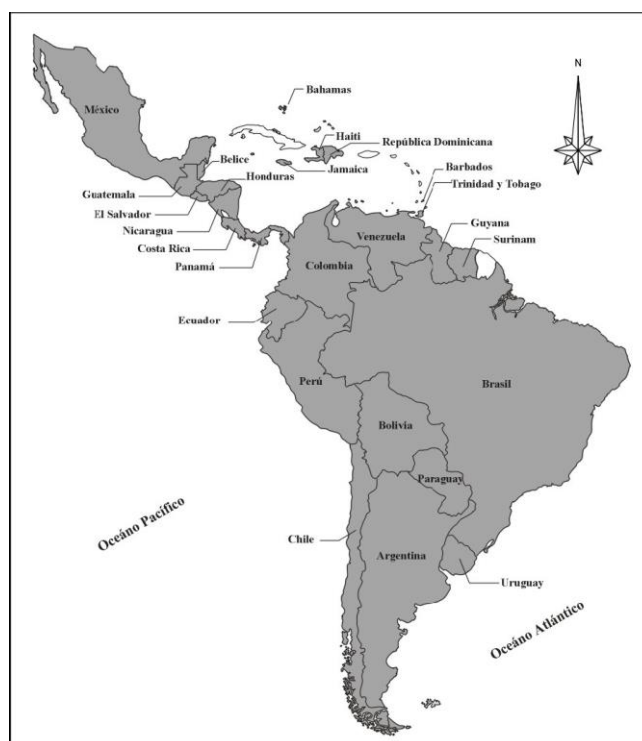 N
Bahamas
México
Haiti
República Dominicana
Belice
Jamaica
Barbados
Honduras
Trinidad y Tobago
Guatemala
El Salvador
Guyana
Nicaragua
Venezuela
Surinam
Costa Rica
Panamá
Colombia
Ecuador
Perú
Brasil
Bolivia
Paraguay
Océano Pacífico
Chile
Argentina
Uruguay
Océano Atlántico